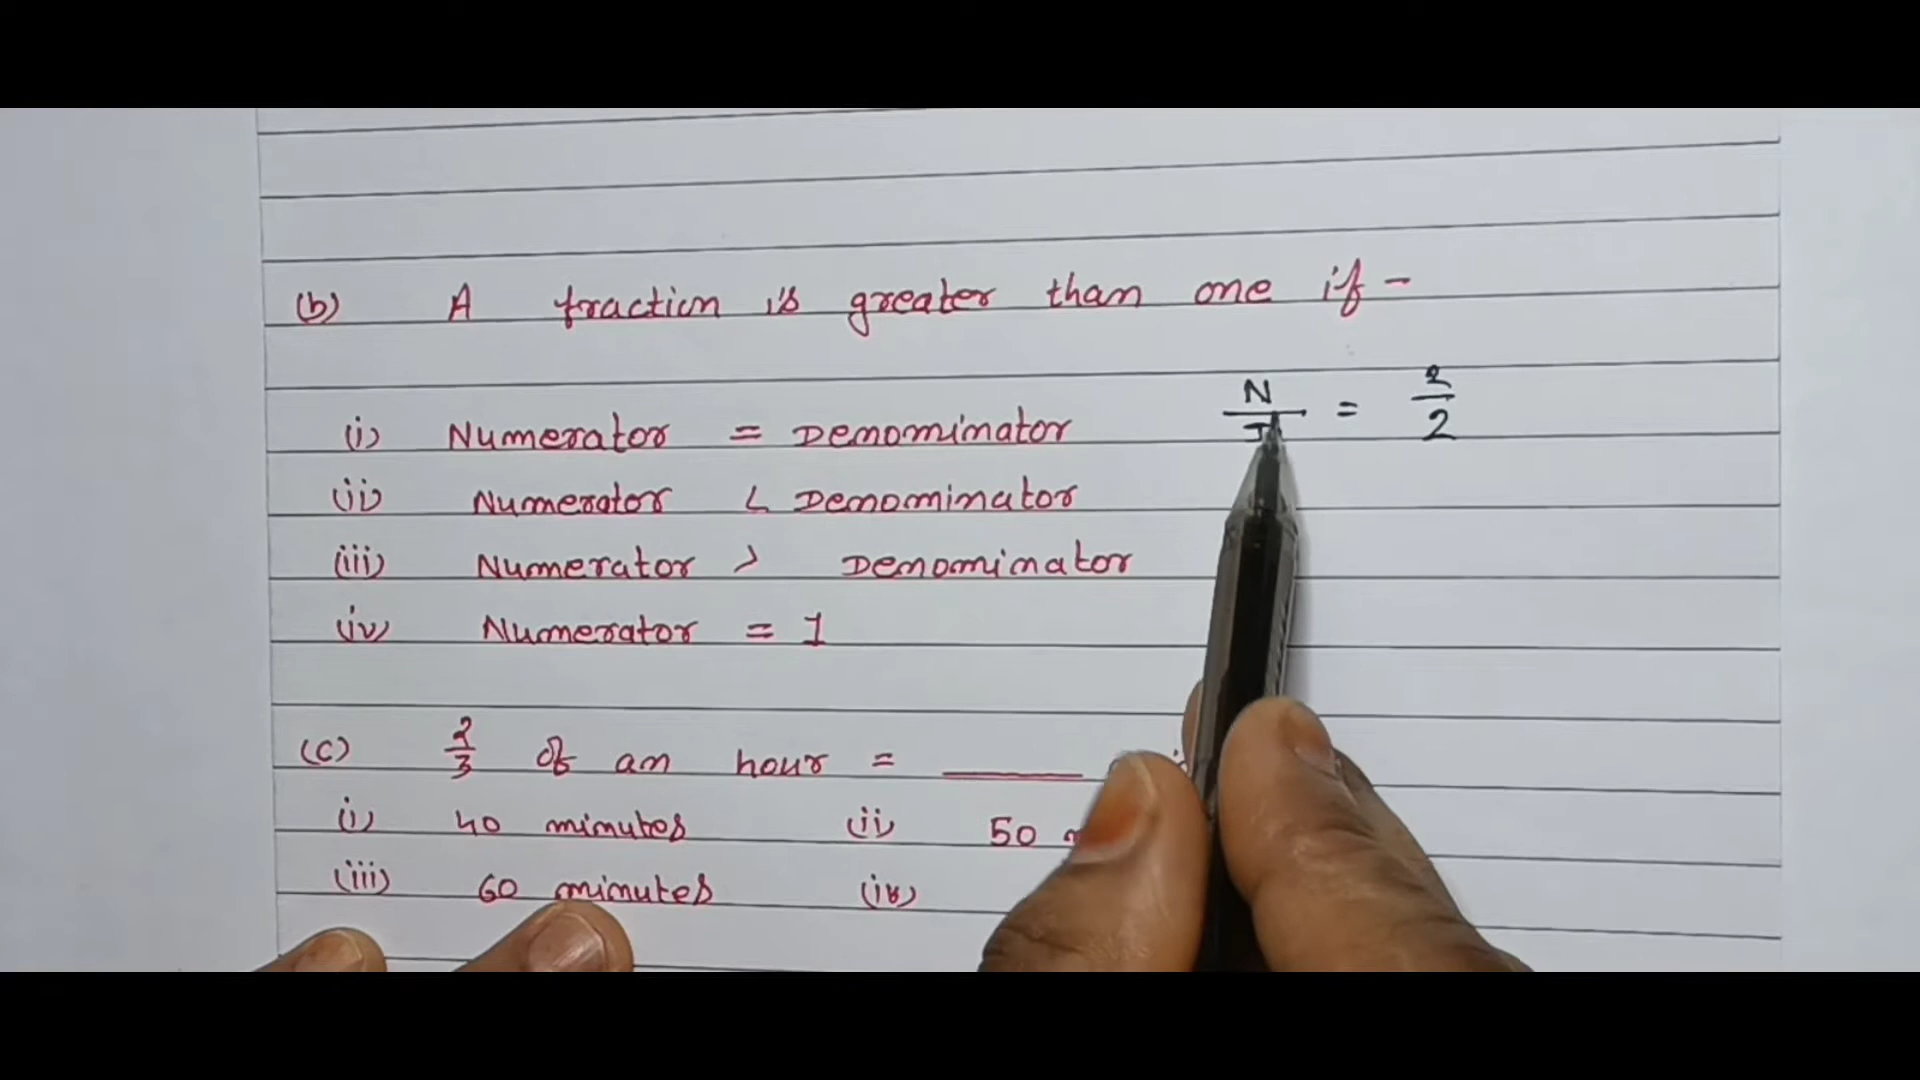 (b) A fraction is greater than one if -
N = 2
2
(i) Numerator = Denominator
(ii) Numerator < Denominator
(iii) Numerator > Denominator
(iv) Numerator = 1
(c) 2/3 of an hour = ______
(i) 40 minutes (ii) 50
(iii) 60 minutes (iv)